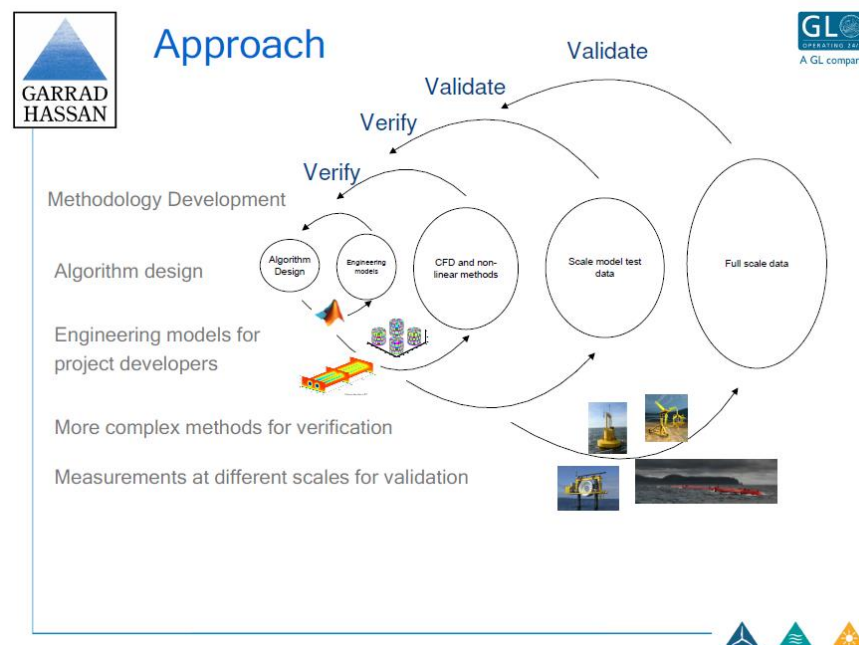 Approach
GARRAD
HASSAN
GL
OPERATING 24/
A GL compar
Validate
Validate
Verify
Verify
Methodology Development
Algorithm design
Engineering models for
project developers
More complex methods for verification
Measurements at different scales for validation
Algorithm
Design
Engineering
models
CFD and non-
linear methods
Scale model test
data
Full scale data